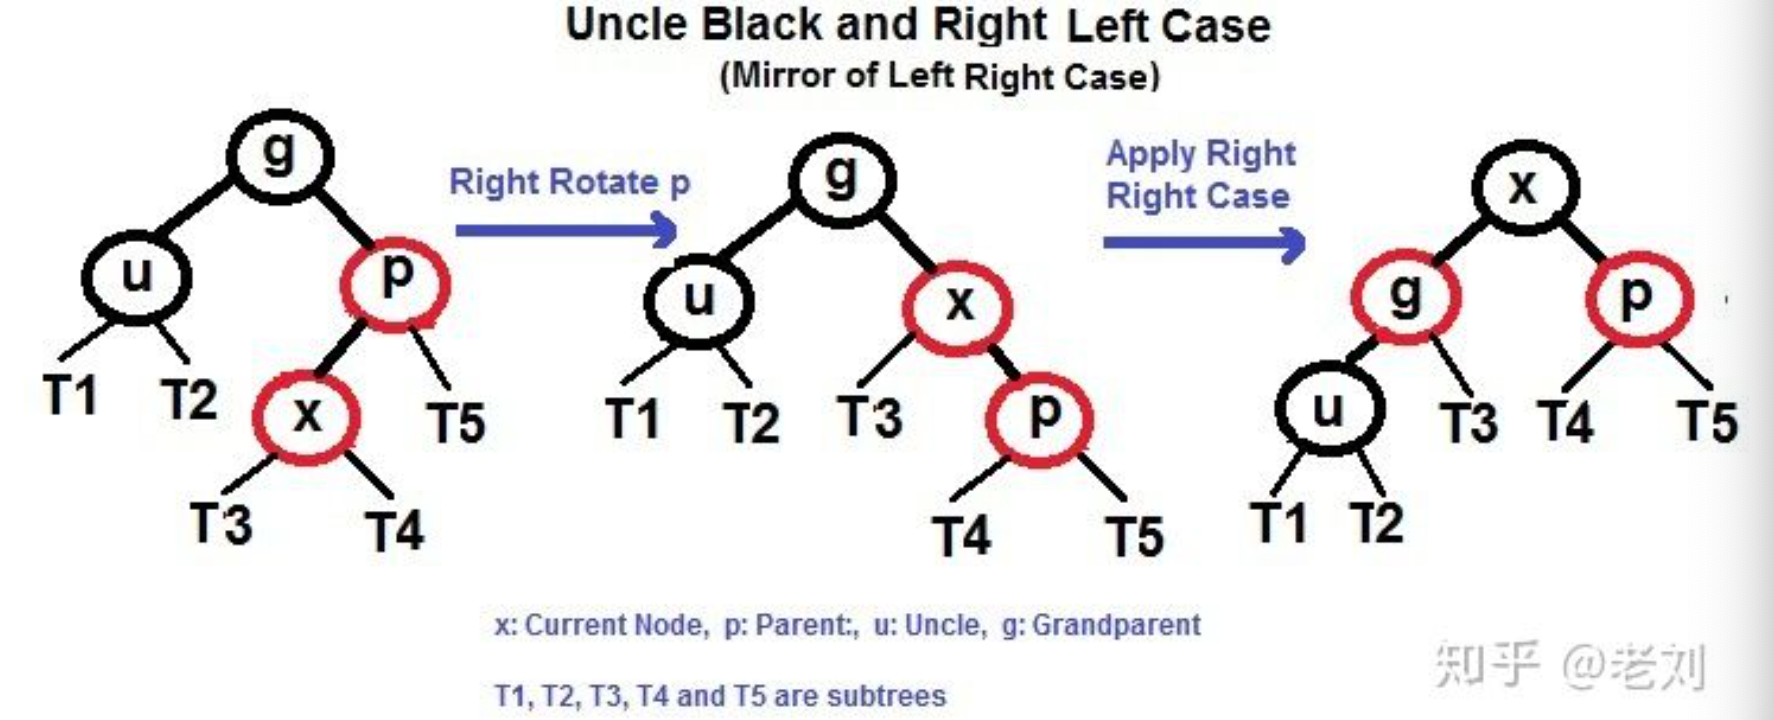 Uncle Black and Right Left Case
(Mirror of Left Right Case)
g
u
p
T1
T2
x
T5
T3
T4
Right Rotate p
g
u
x
T1
T2
T3
p
T4
T5
Apply Right
Right Case
x
g
p
u
T3
T4
T5
T1
T2
x: Current Node, p: Parent:, u: Uncle, g: Grandparent
T1, T2, T3, T4 and T5 are subtrees
知乎 @老刘